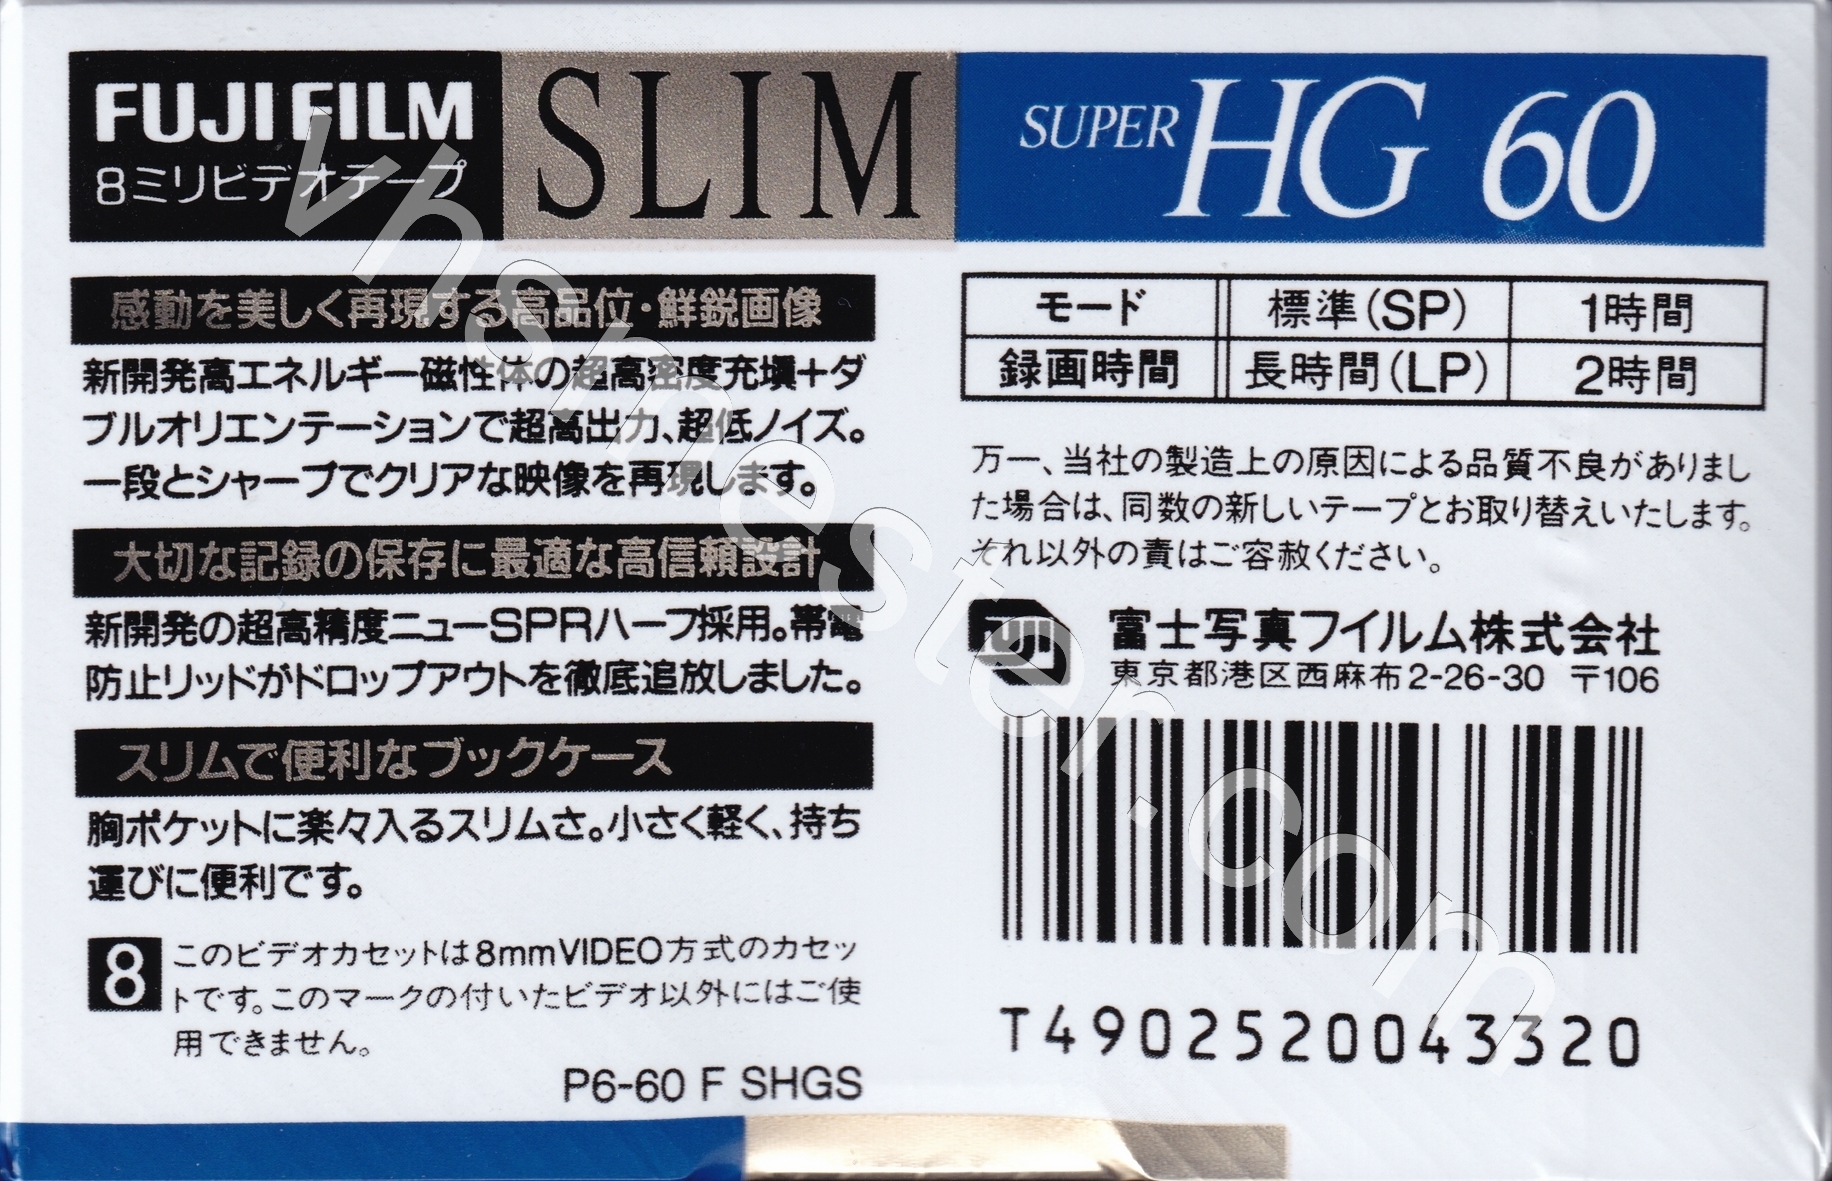 FUJI FILM
8ミリビデオテープ
SLIM
SUPER HG 60
感動を美しく再現する高品位・鮮鋭画像
新開発高エネルギー磁性体の超高密度充塡+ダ
ブルオリエンテーションで超高出力、超低ノイズ。
一段とシャープでクリアな映像を再現します。
大切な記録の保存に最適な高信頼設計
新開発の超高精度ニューSPRハーフ採用。帯電
防止リッドがドロップアウトを徹底追放しました。
スリムで便利なブックケース
胸ポケットに楽々入るスリムさ。小さく軽く、持ち
運びに便利です。
8
このビデオカセットは8mmVIDEO方式のカセッ
トです。このマークの付いたビデオ以外にはご使
用できません。
P6-60 F SHGS
モード 標準(SP) 1時間
録画時間 長時間(LP) 2時間
万一、当社の製造上の原因による品質不良がありまし
た場合は、同数の新しいテープとお取り替えいたします。
それ以外の責はご容赦ください。
FUJI
富士写真フイルム株式会社
東京都港区西麻布2-26-30 〒106
T4902520043320
vhsmester.com